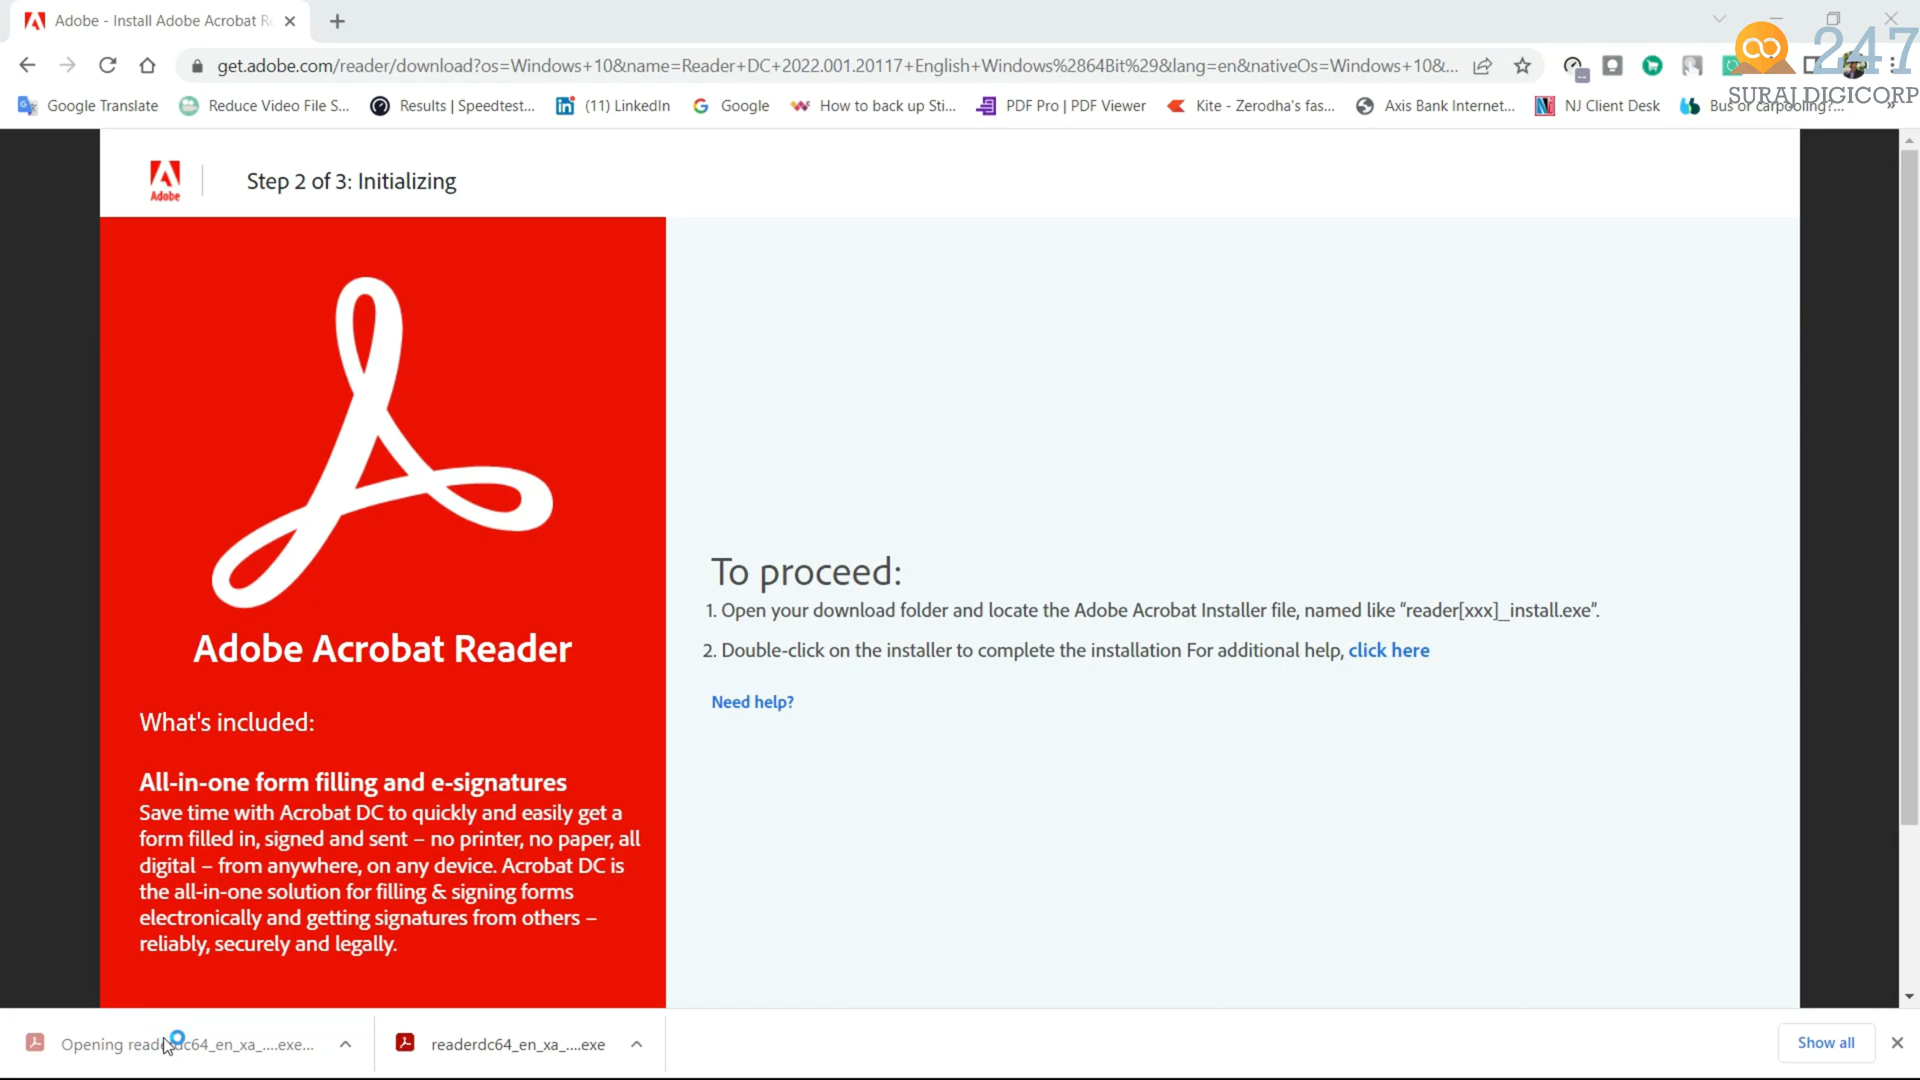 Adobe - Install Adobe Acrobat R
247
get.adobe.com/reader/download?os=Windows+10&name=Reader+DC+2022.001.20117+English+Windows%2864Bit%29&lang=en&nativeOs=Windows+10&...
SURAJ DIGICORP
Google Translate
Reduce Video File S...
Results | Speedtest...
(11) LinkedIn
Google
How to back up Sti...
PDF Pro | PDF Viewer
Kite - Zerodha's fas...
Axis Bank Internet...
NJ Client Desk
Bus or carpooling?...
Adobe
Step 2 of 3: Initializing
Adobe Acrobat Reader
What's included:
All-in-one form filling and e-signatures
Save time with Acrobat DC to quickly and easily get a
form filled in, signed and sent – no printer, no paper, all
digital – from anywhere, on any device. Acrobat DC is
the all-in-one solution for filling & signing forms
electronically and getting signatures from others –
reliably, securely and legally.
To proceed:
1. Open your download folder and locate the Adobe Acrobat Installer file, named like “reader[xxx]_install.exe”.
2. Double-click on the installer to complete the installation For additional help, click here
Need help?
Opening readerdc64_en_xa_....exe...
readerdc64_en_xa_....exe
Show all